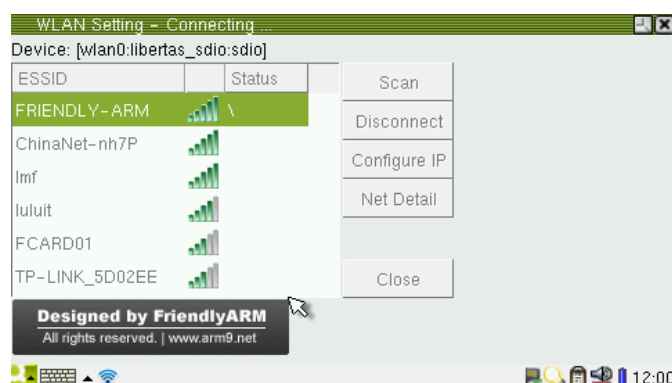 WLAN Setting - Connecting ...
Device: [wlan0:libertas_sdio:sdio]
ESSID Status
FRIENDLY-ARM \
ChinaNet-nh7P
lmf
luluit
FCARD01
TP-LINK_5D02EE
Scan
Disconnect
Configure IP
Net Detail
Close
Designed by FriendlyARM
All rights reserved. | www.arm9.net
12:00